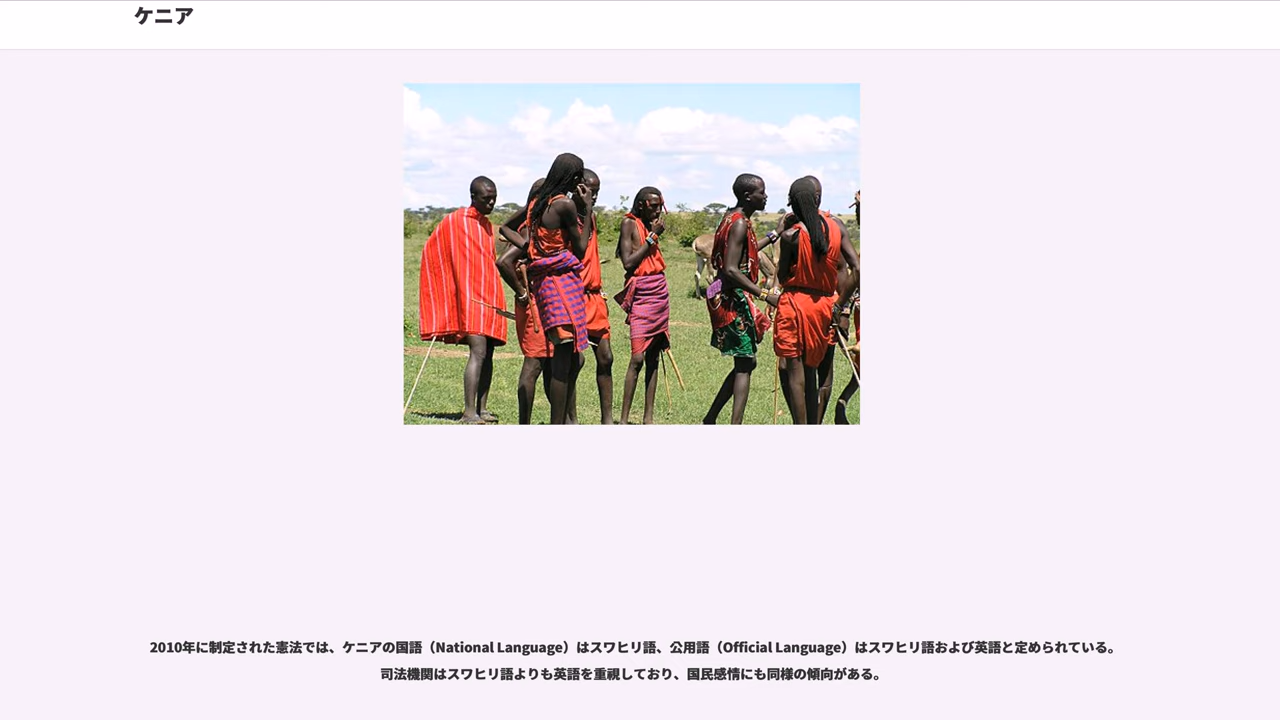 ケニア
2010年に制定された憲法では、ケニアの国語（National Language）はスワヒリ語、公用語（Official Language）はスワヒリ語および英語と定められている。
司法機関はスワヒリ語よりも英語を重視しており、国民感情にも同様の傾向がある。